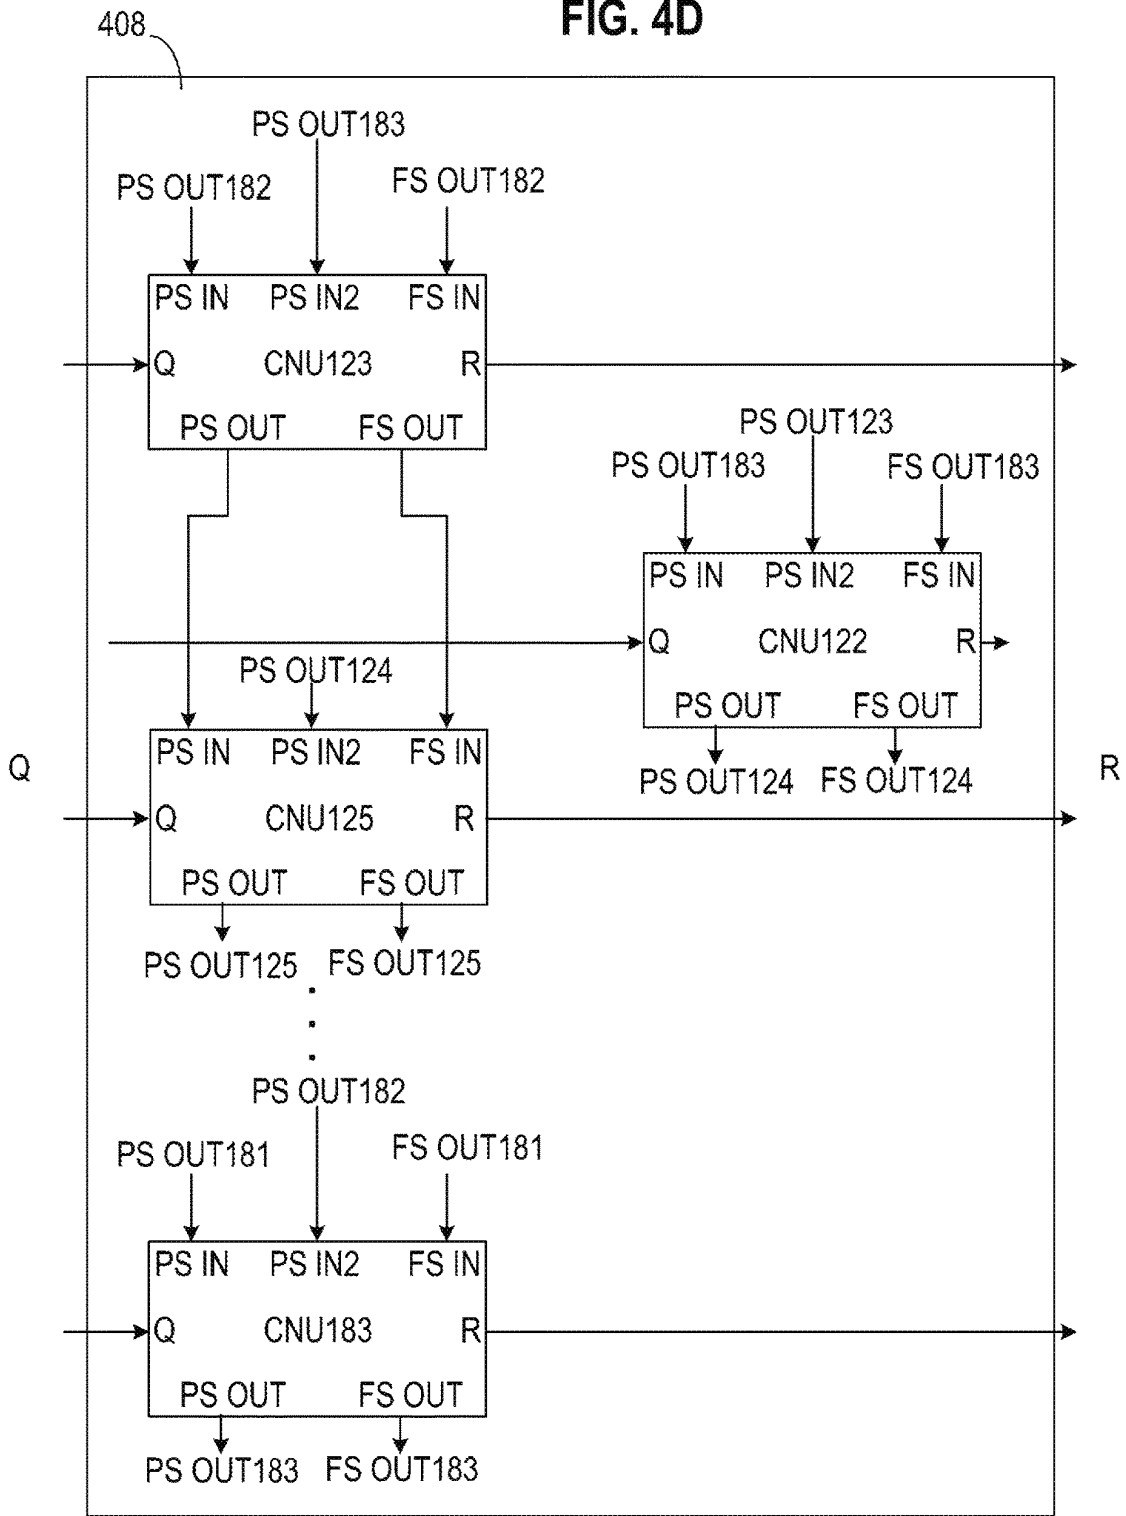 FIG. 4D
408
PS OUT183
PS OUT182
FS OUT182
PS IN PS IN2 FS IN
Q CNU123 R
PS OUT FS OUT
PS OUT123
PS OUT183
FS OUT183
PS IN PS IN2 FS IN
Q CNU122 R
PS OUT FS OUT
PS OUT124 FS OUT124
PS OUT124
PS IN PS IN2 FS IN
Q CNU125 R
PS OUT FS OUT
PS OUT125 FS OUT125
Q
R
PS OUT182
PS OUT181
FS OUT181
PS IN PS IN2 FS IN
Q CNU183 R
PS OUT FS OUT
PS OUT183 FS OUT183